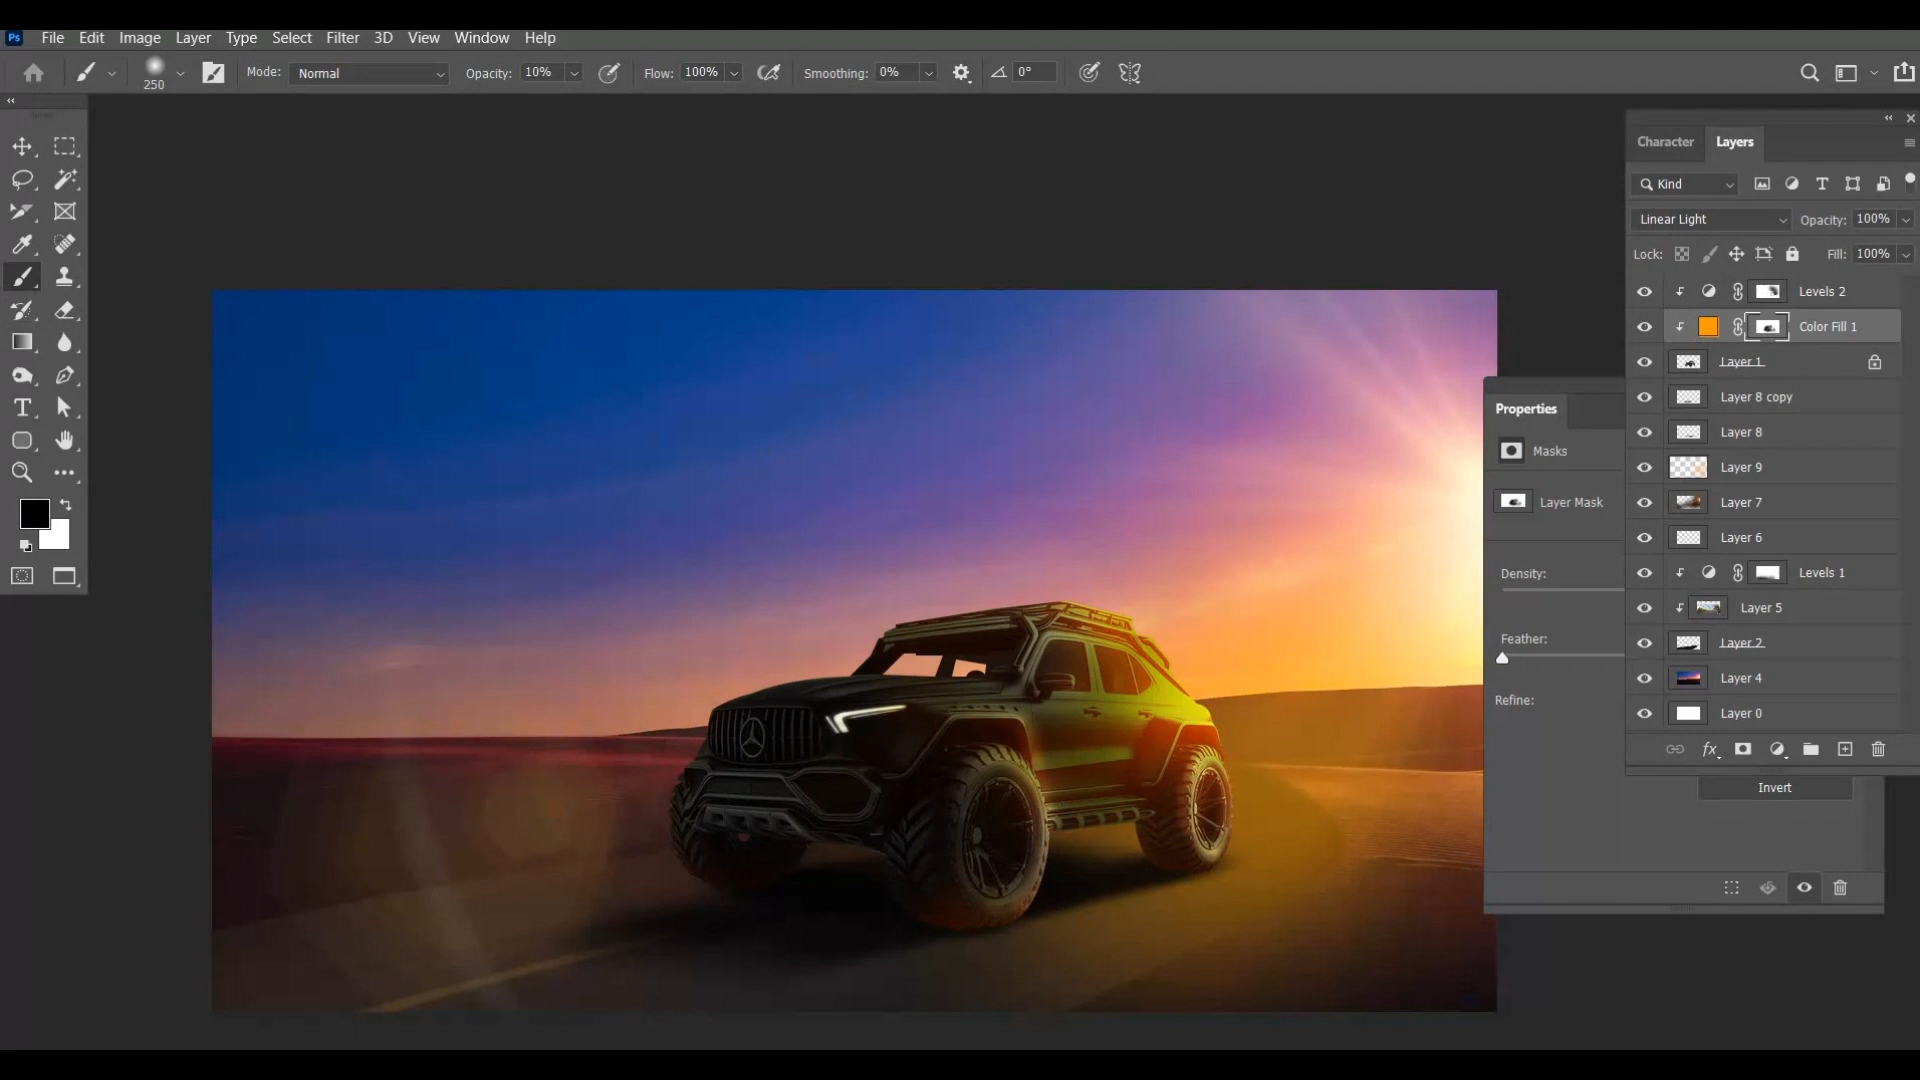 Ps File Edit Image Layer Type Select Filter 3D View Window Help
250 Mode: Normal Opacity: 10% Flow: 100% Smoothing: 0% 0°
Character Layers
Kind
Linear Light Opacity: 100%
Lock: Fill: 100%
Levels 2
Color Fill 1
Layer 1
Layer 8 copy
Layer 8
Layer 9
Layer 7
Layer 6
Levels 1
Layer 5
Layer 2
Layer 4
Layer 0
fx
Properties
Masks
Layer Mask
Density:
Feather:
Refine:
Invert